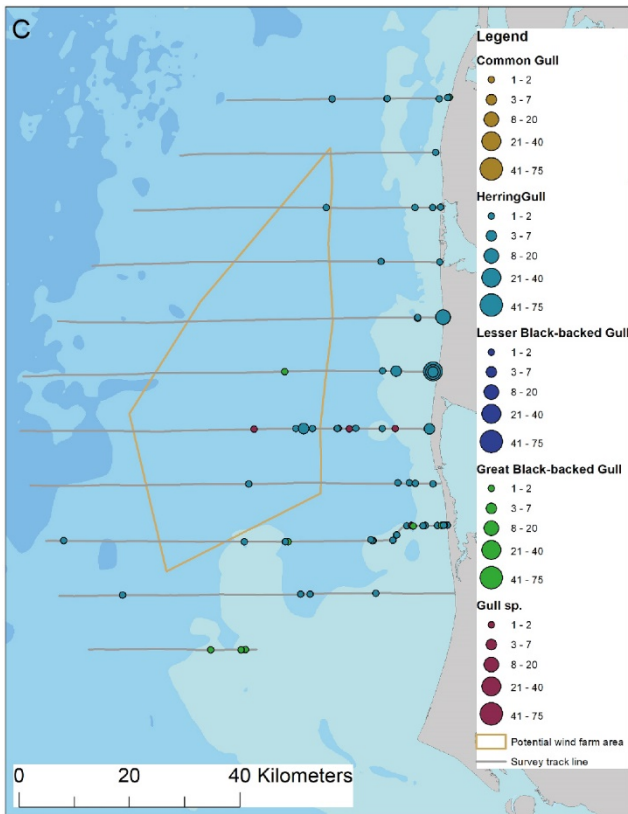 C
Legend
Common Gull
1 - 2
3 - 7
8 - 20
21 - 40
41 - 75
HerringGull
1 - 2
3 - 7
8 - 20
21 - 40
41 - 75
Lesser Black-backed Gull
1 - 2
3 - 7
8 - 20
21 - 40
41 - 75
Great Black-backed Gull
1 - 2
3 - 7
8 - 20
21 - 40
41 - 75
Gull sp.
1 - 2
3 - 7
8 - 20
21 - 40
41 - 75
Potential wind farm area
Survey track line
0 20 40 Kilometers